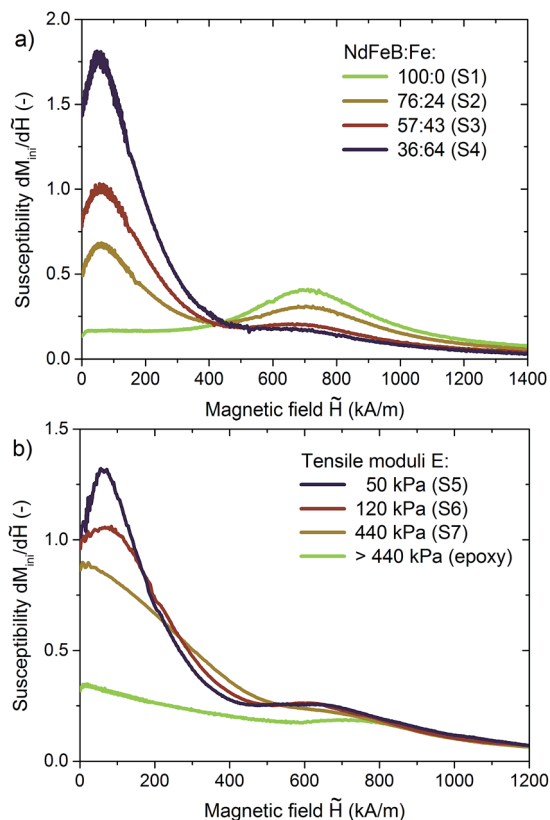 a)
NdFeB:Fe:
100:0 (S1)
76:24 (S2)
57:43 (S3)
36:64 (S4)
Susceptibility dM_ini/dH̃ (-)
2.0
1.5
1.0
0.5
0.0
0 200 400 600 800 1000 1200 1400
Magnetic field H̃ (kA/m)
b)
Tensile moduli E:
50 kPa (S5)
120 kPa (S6)
440 kPa (S7)
> 440 kPa (epoxy)
Susceptibility dM_ini/dH̃ (-)
1.5
1.0
0.5
0.0
0 200 400 600 800 1000 1200
Magnetic field H̃ (kA/m)